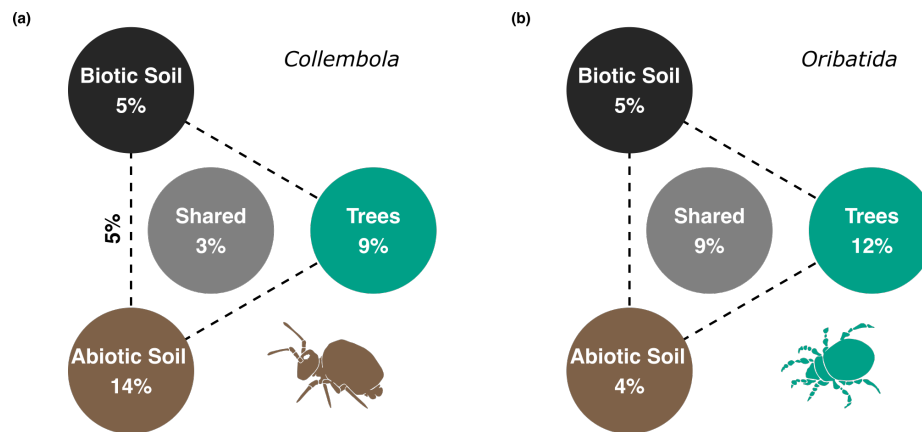 (a)
Collembola
Biotic Soil
5%
5%
Shared
3%
Trees
9%
Abiotic Soil
14%
(b)
Oribatida
Biotic Soil
5%
Shared
9%
Trees
12%
Abiotic Soil
4%